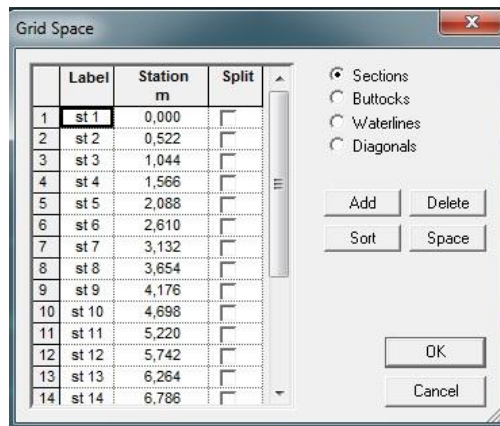 Grid Space
x
Label Station m Split
1 st 1 0,000
2 st 2 0,522
3 st 3 1,044
4 st 4 1,566
5 st 5 2,088
6 st 6 2,610
7 st 7 3,132
8 st 8 3,654
9 st 9 4,176
10 st 10 4,698
11 st 11 5,220
12 st 12 5,742
13 st 13 6,264
14 st 14 6,786
Sections
Buttocks
Waterlines
Diagonals
Add Delete
Sort Space
OK
Cancel